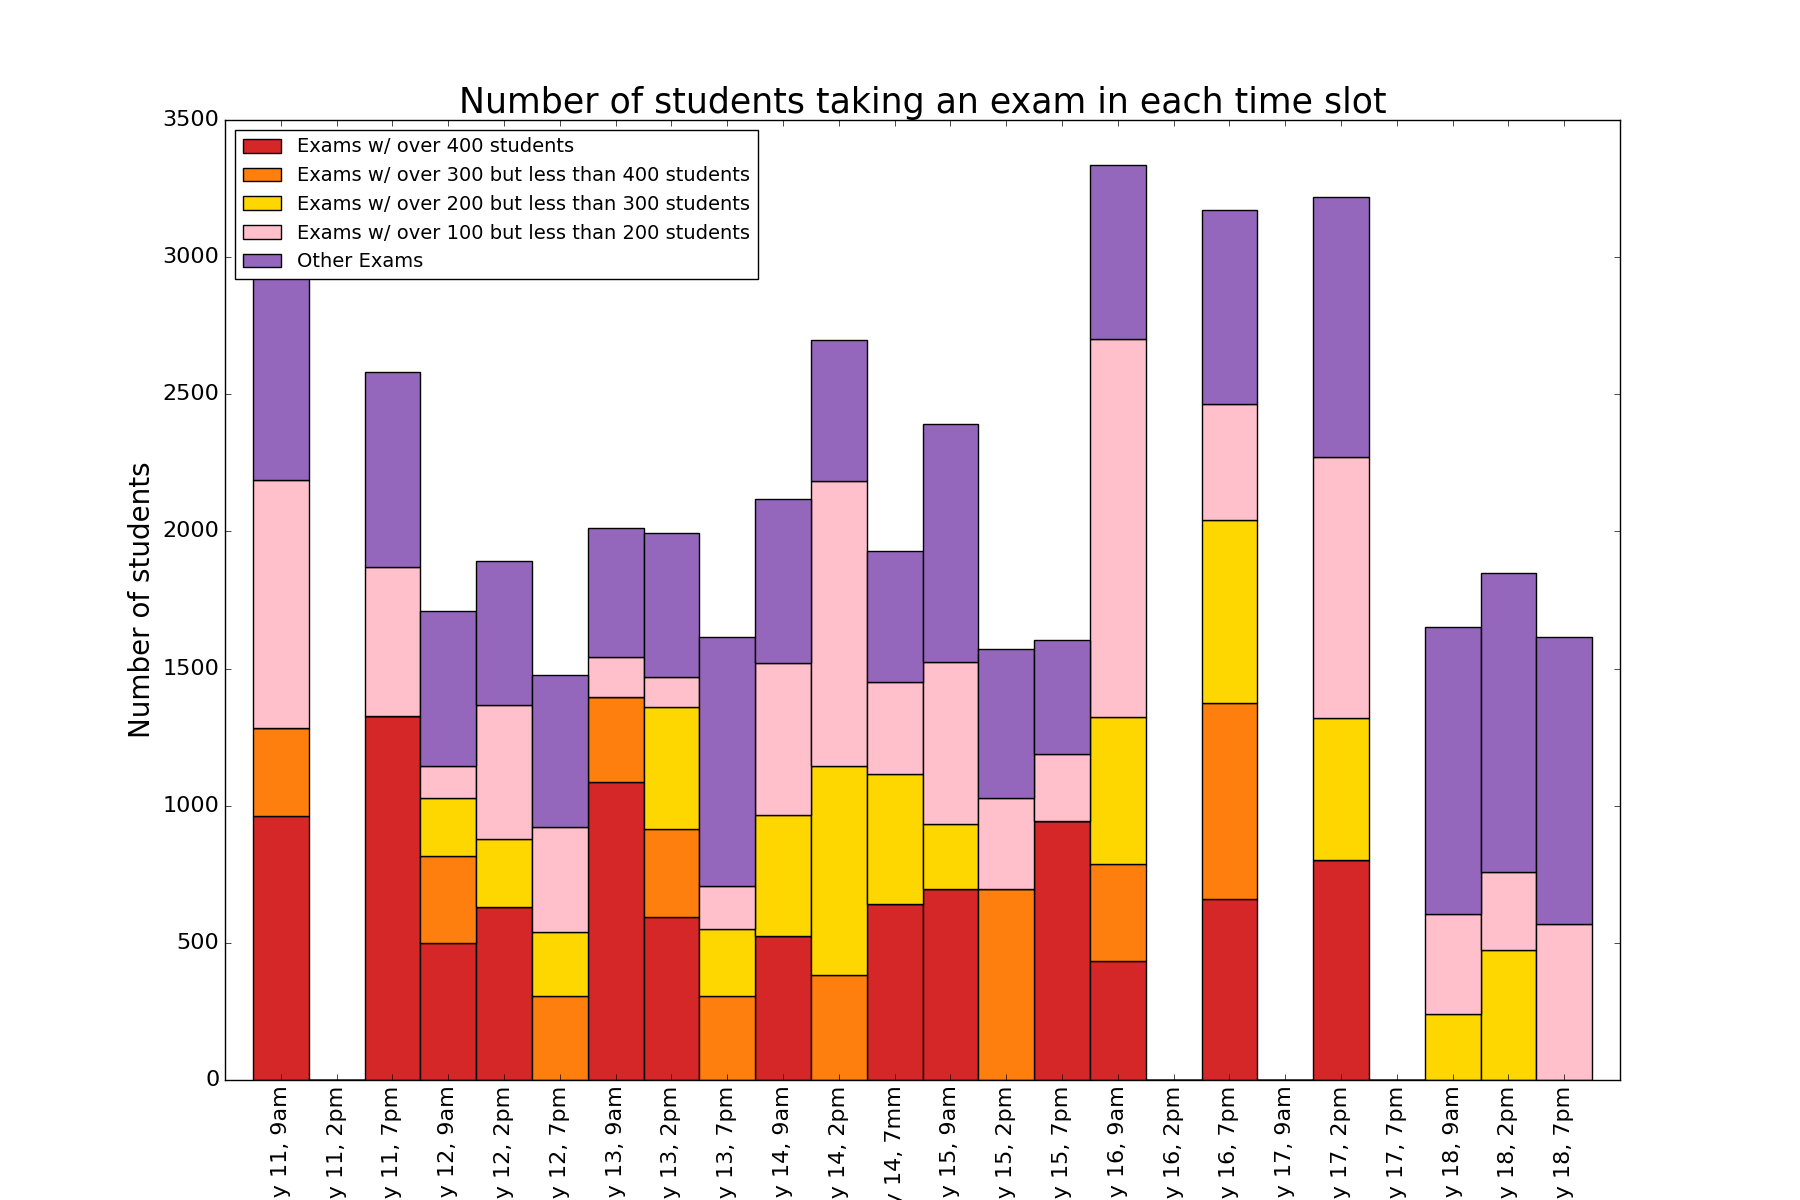 Number of students taking an exam in each time slot
Exams w/ over 400 students
Exams w/ over 300 but less than 400 students
Exams w/ over 200 but less than 300 students
Exams w/ over 100 but less than 200 students
Other Exams
Number of students
3500
3000
2500
2000
1500
1000
500
0
y 11, 9am
y 11, 2pm
y 11, 7pm
y 12, 9am
y 12, 2pm
y 12, 7pm
y 13, 9am
y 13, 2pm
y 13, 7pm
y 14, 9am
y 14, 2pm
y 14, 7mm
y 15, 9am
y 15, 2pm
y 15, 7pm
y 16, 9am
y 16, 2pm
y 16, 7pm
y 17, 9am
y 17, 2pm
y 17, 7pm
y 18, 9am
y 18, 2pm
y 18, 7pm